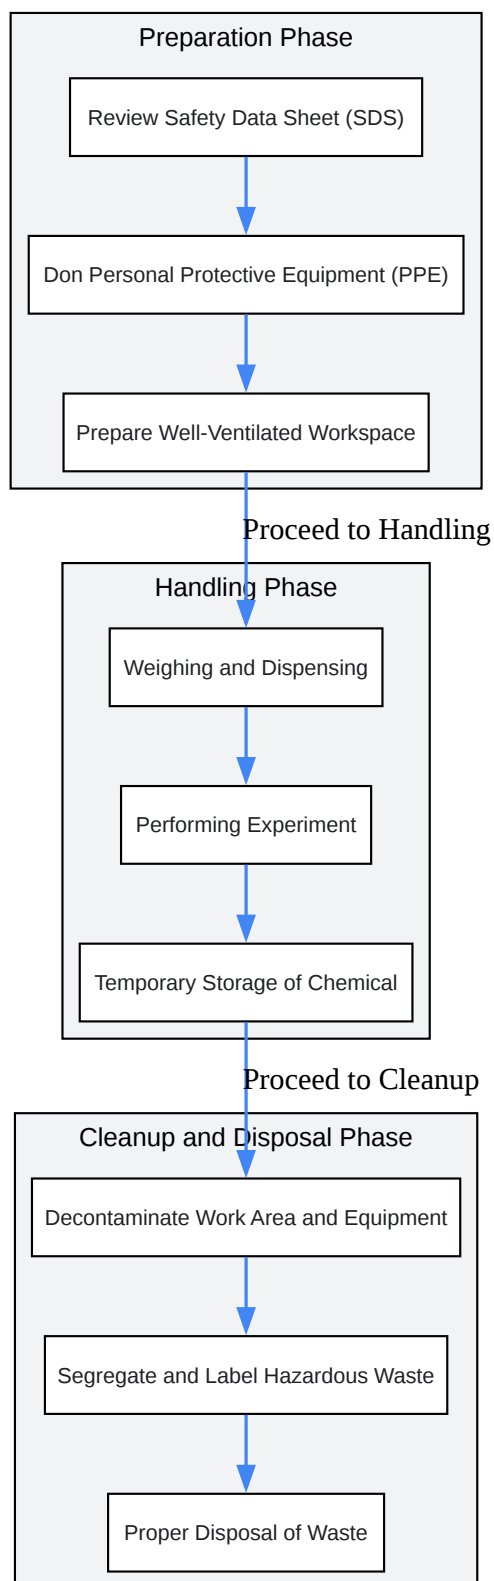 Preparation Phase
Review Safety Data Sheet (SDS)
Don Personal Protective Equipment (PPE)
Prepare Well-Ventilated Workspace
Proceed to Handling
Handling Phase
Weighing and Dispensing
Performing Experiment
Temporary Storage of Chemical
Proceed to Cleanup
Cleanup and Disposal Phase
Decontaminate Work Area and Equipment
Segregate and Label Hazardous Waste
Proper Disposal of Waste